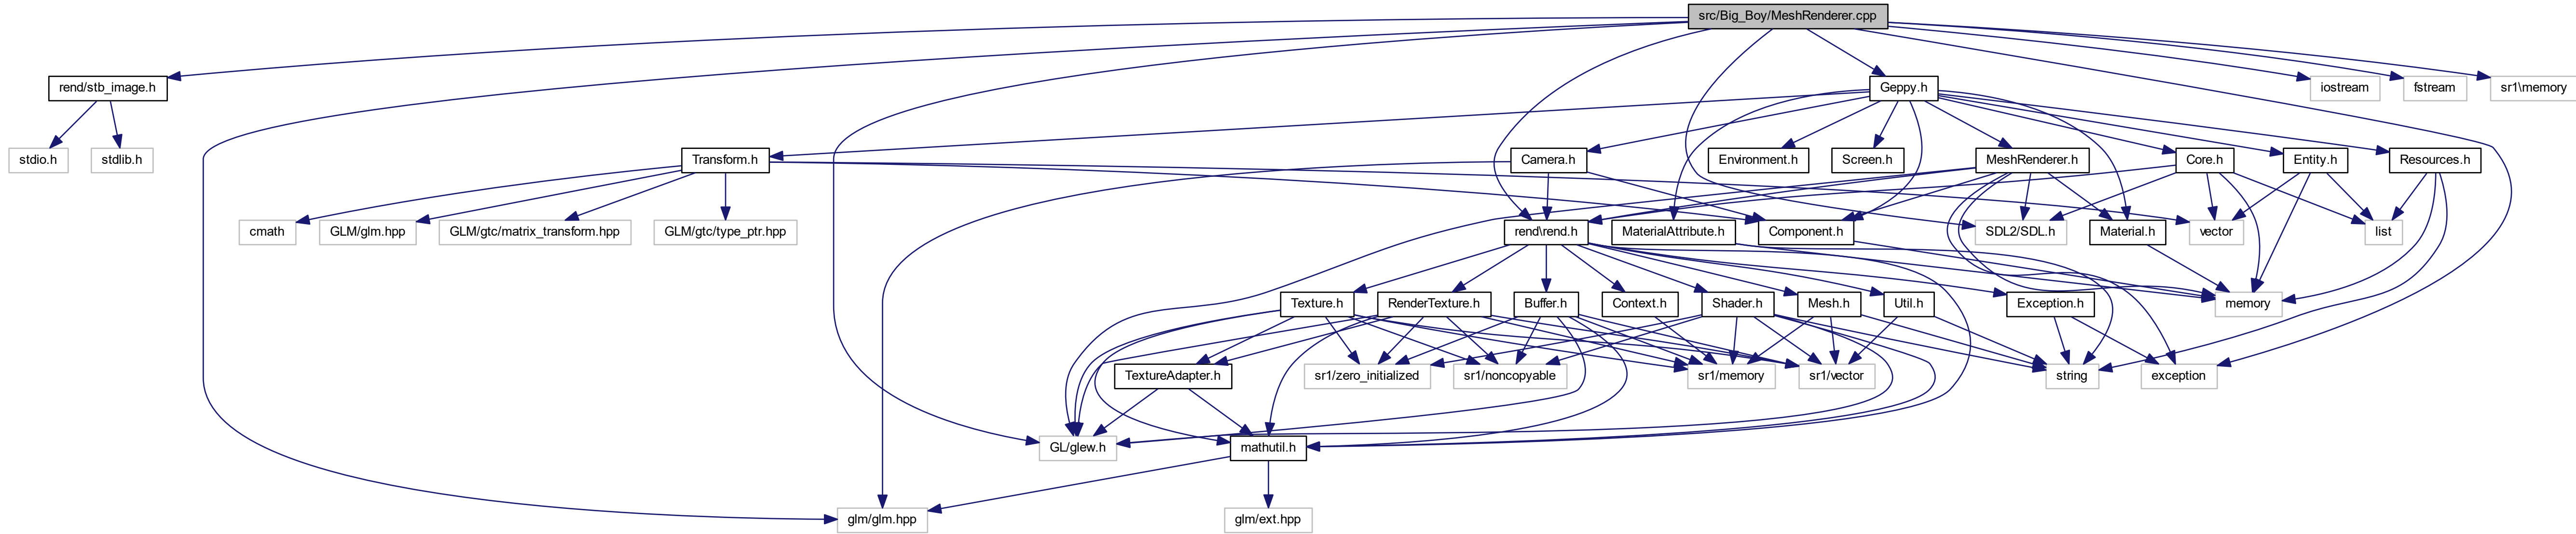 src/Big_Boy/MeshRenderer.cpp
rend/stb_image.h
Geppy.h
iostream
fstream
sr1\memory
stdio.h
stdlib.h
Transform.h
Camera.h
Environment.h
Screen.h
MeshRenderer.h
Core.h
Entity.h
Resources.h
cmath
GLM/glm.hpp
GLM/gtc/matrix_transform.hpp
GLM/gtc/type_ptr.hpp
rend\rend.h
MaterialAttribute.h
Component.h
SDL2/SDL.h
Material.h
vector
list
Texture.h
RenderTexture.h
Buffer.h
Context.h
Shader.h
Mesh.h
Util.h
Exception.h
memory
TextureAdapter.h
sr1/zero_initialized
sr1/noncopyable
sr1/memory
sr1/vector
string
exception
GL/glew.h
mathutil.h
glm/glm.hpp
glm/ext.hpp